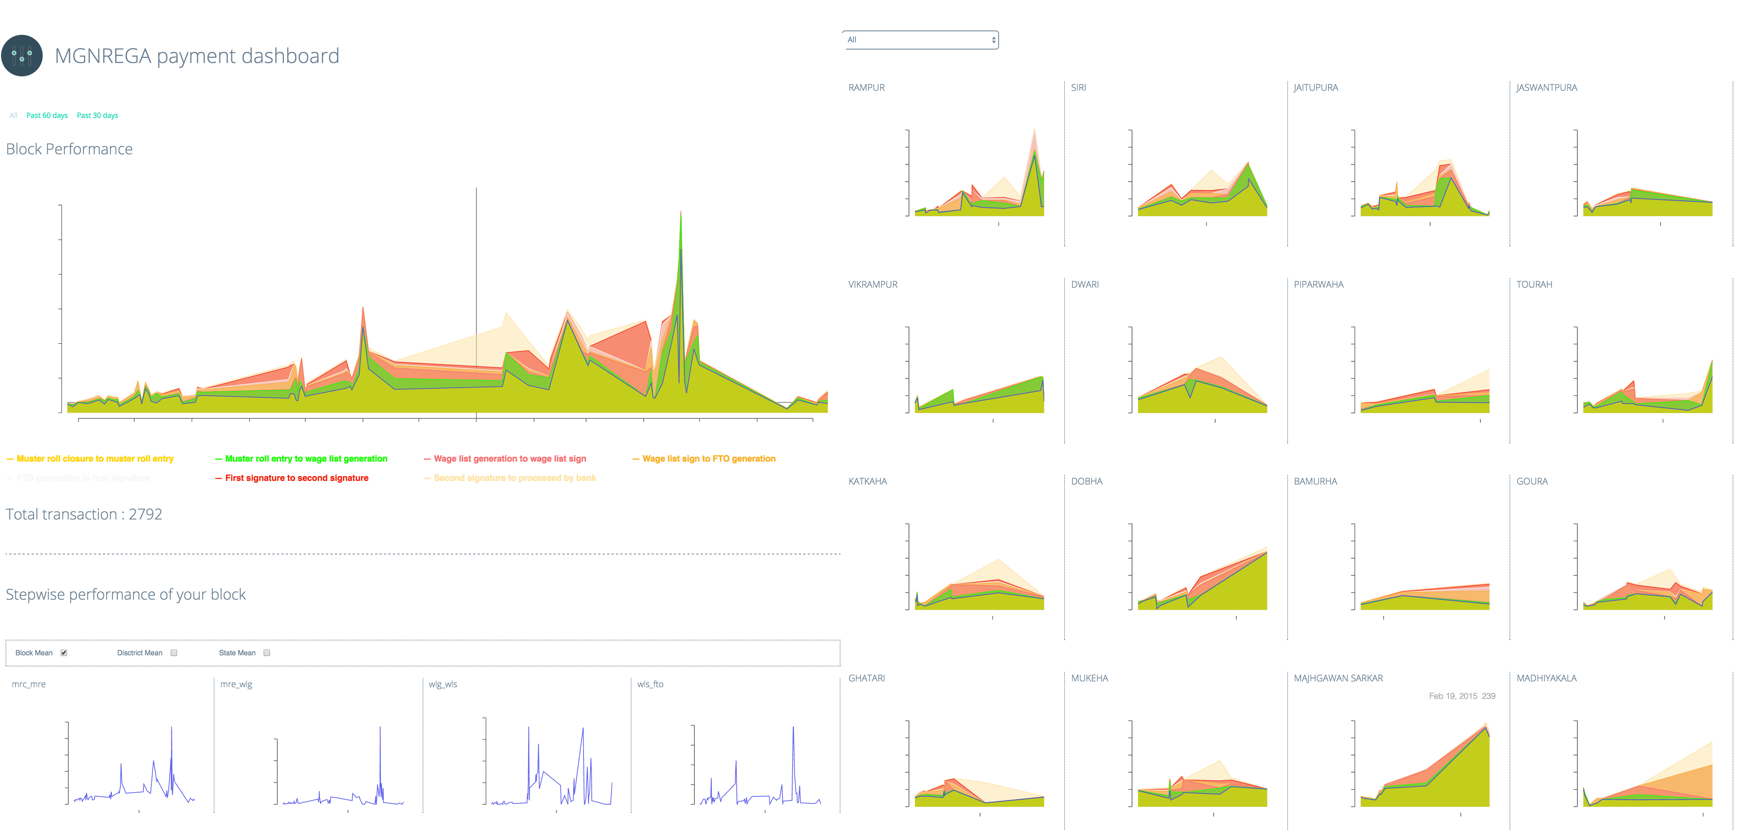 MGNREGA payment dashboard
All Past 60 days Past 30 days
Block Performance
— Muster roll closure to muster roll entry — Muster roll entry to wage list generation — Wage list generation to wage list sign — Wage list sign to FTO generation
— FTO generation to first signature — First signature to second signature — Second signature to processed by bank
Total transaction : 2792
Stepwise performance of your block
Block Mean Disctrict Mean State Mean
mrc_mre mre_wlg wlg_wls wls_fto
All
RAMPUR SIRI JAITUPURA JASWANTPURA
VIKRAMPUR DWARI PIPARWAHA TOURAH
KATKAHA DOBHA BAMURHA GOURA
GHATARI MUKEHA MAJHGAWAN SARKAR MADHIYAKALA
Feb 19, 2015 239